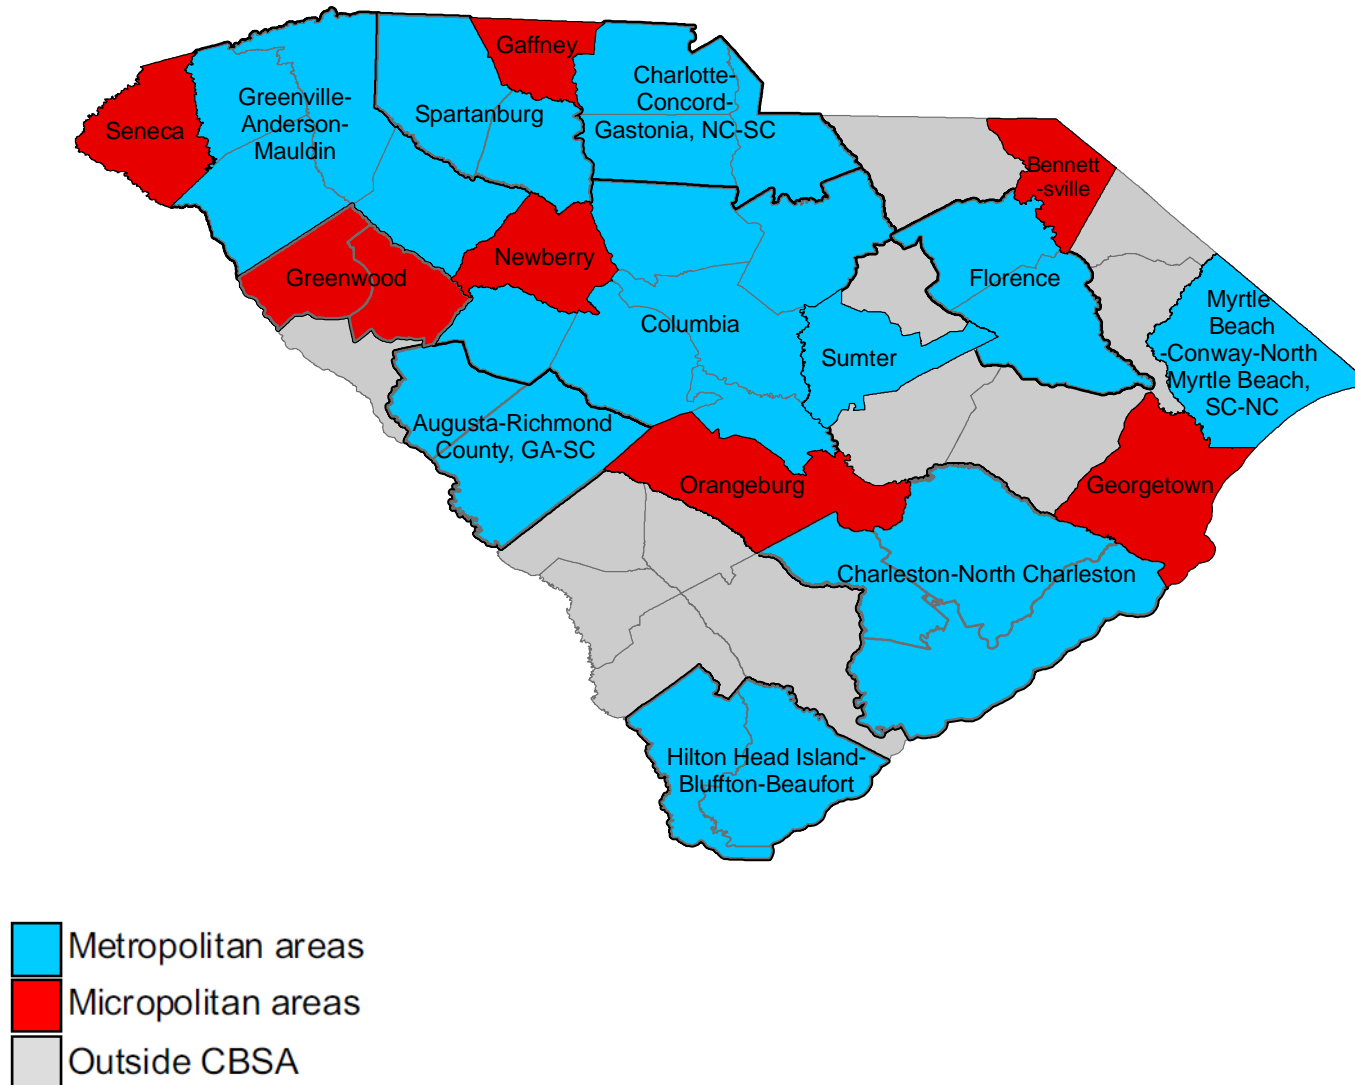 Gaffney
Charlotte-
Concord-
Gastonia, NC-SC
Greenville-
Anderson-
Mauldin
Spartanburg
Seneca
Bennett
-sville
Newberry
Greenwood
Florence
Columbia
Sumter
Myrtle
Beach
-Conway-North
Myrtle Beach,
SC-NC
Augusta-Richmond
County, GA-SC
Orangeburg
Georgetown
Charleston-North Charleston
Hilton Head Island-
Bluffton-Beaufort
Metropolitan areas
Micropolitan areas
Outside CBSA